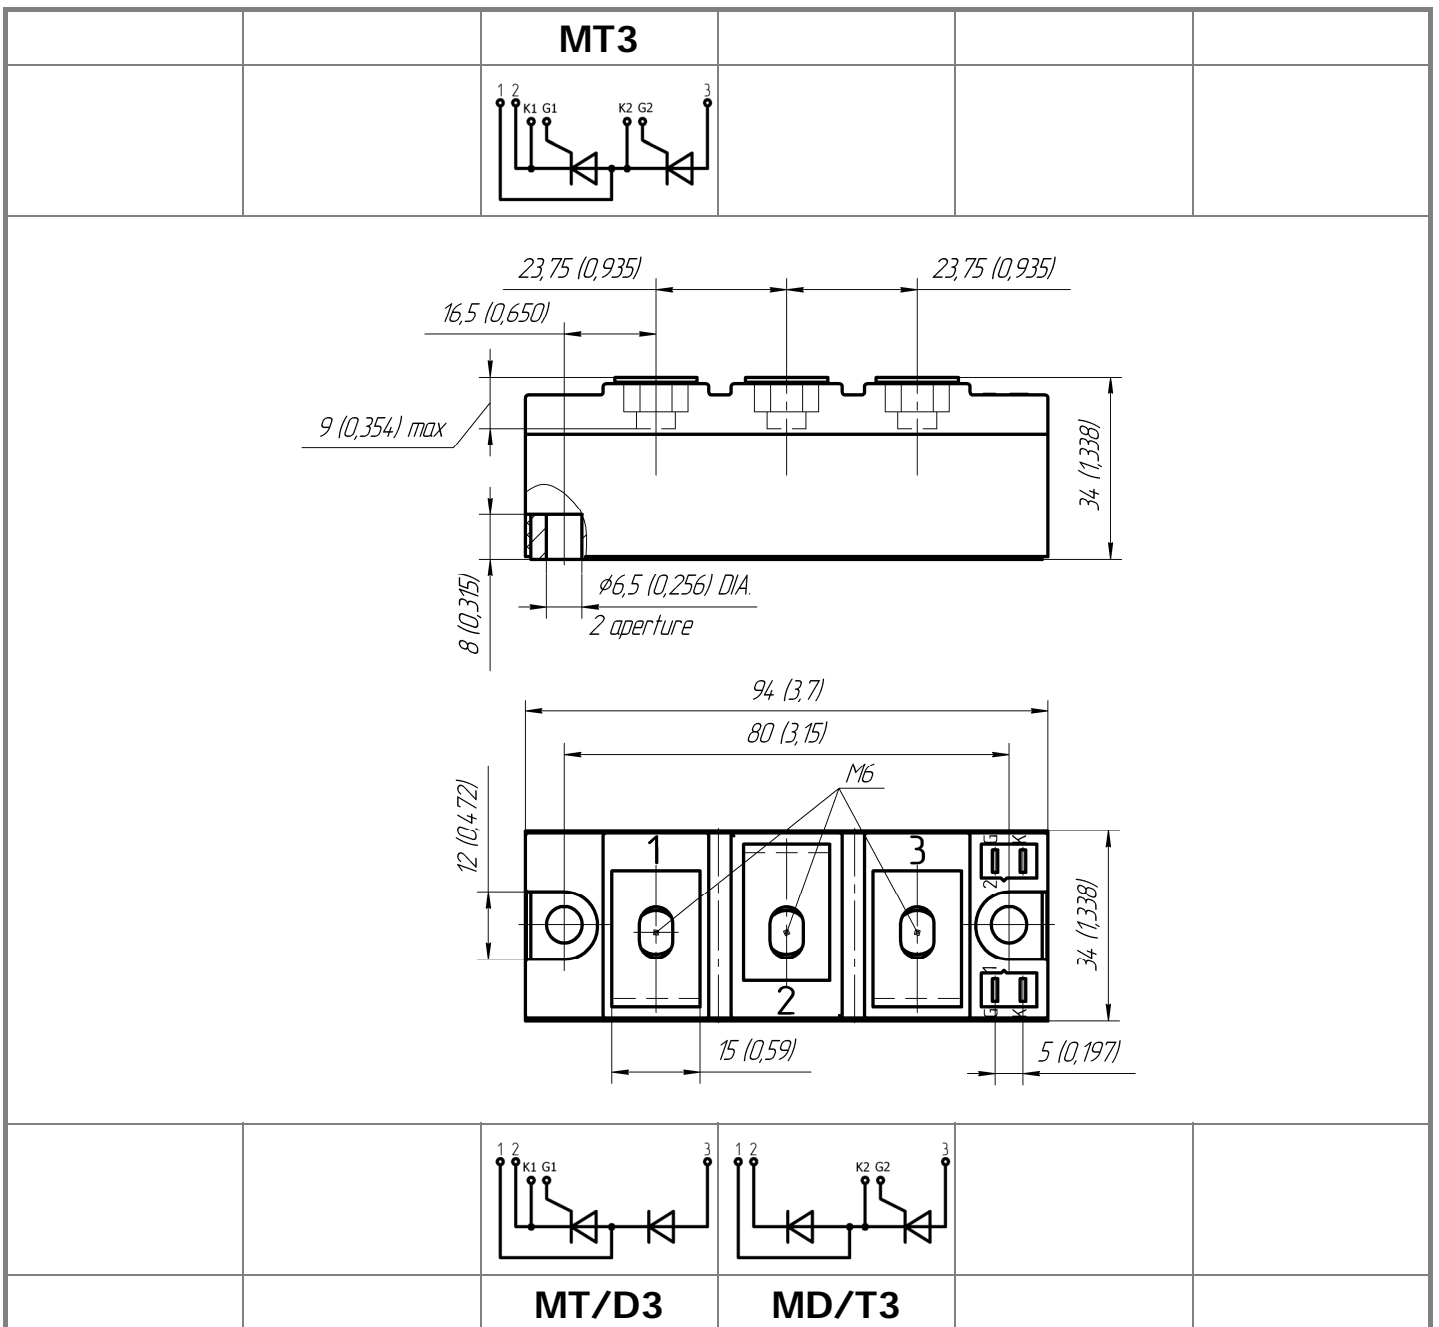 MT3
1 2 3
K1 G1 K2 G2
23,75 (0,935) 23,75 (0,935)
16,5 (0,650)
9 (0,354) max
34 (1,338)
8 (0,315)
ϕ6,5 (0,256) DIA.
2 aperture
94 (3,7)
80 (3,15)
M6
12 (0,472)
1 3 G K
2
34 (1,338)
1
2 G K
15 (0,59) 5 (0,197)
1 2 3 1 2 3
K1 G1 K2 G2
MT/D3 MD/T3